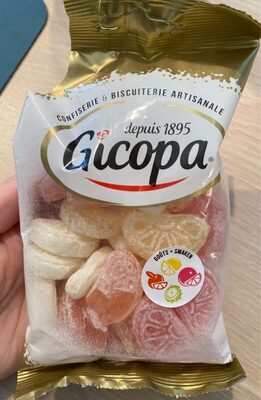 CONFISERIE & BISCUITERIE ARTISANALE
depuis 1895
Gicopa®
GOÛTS • SMAKEN